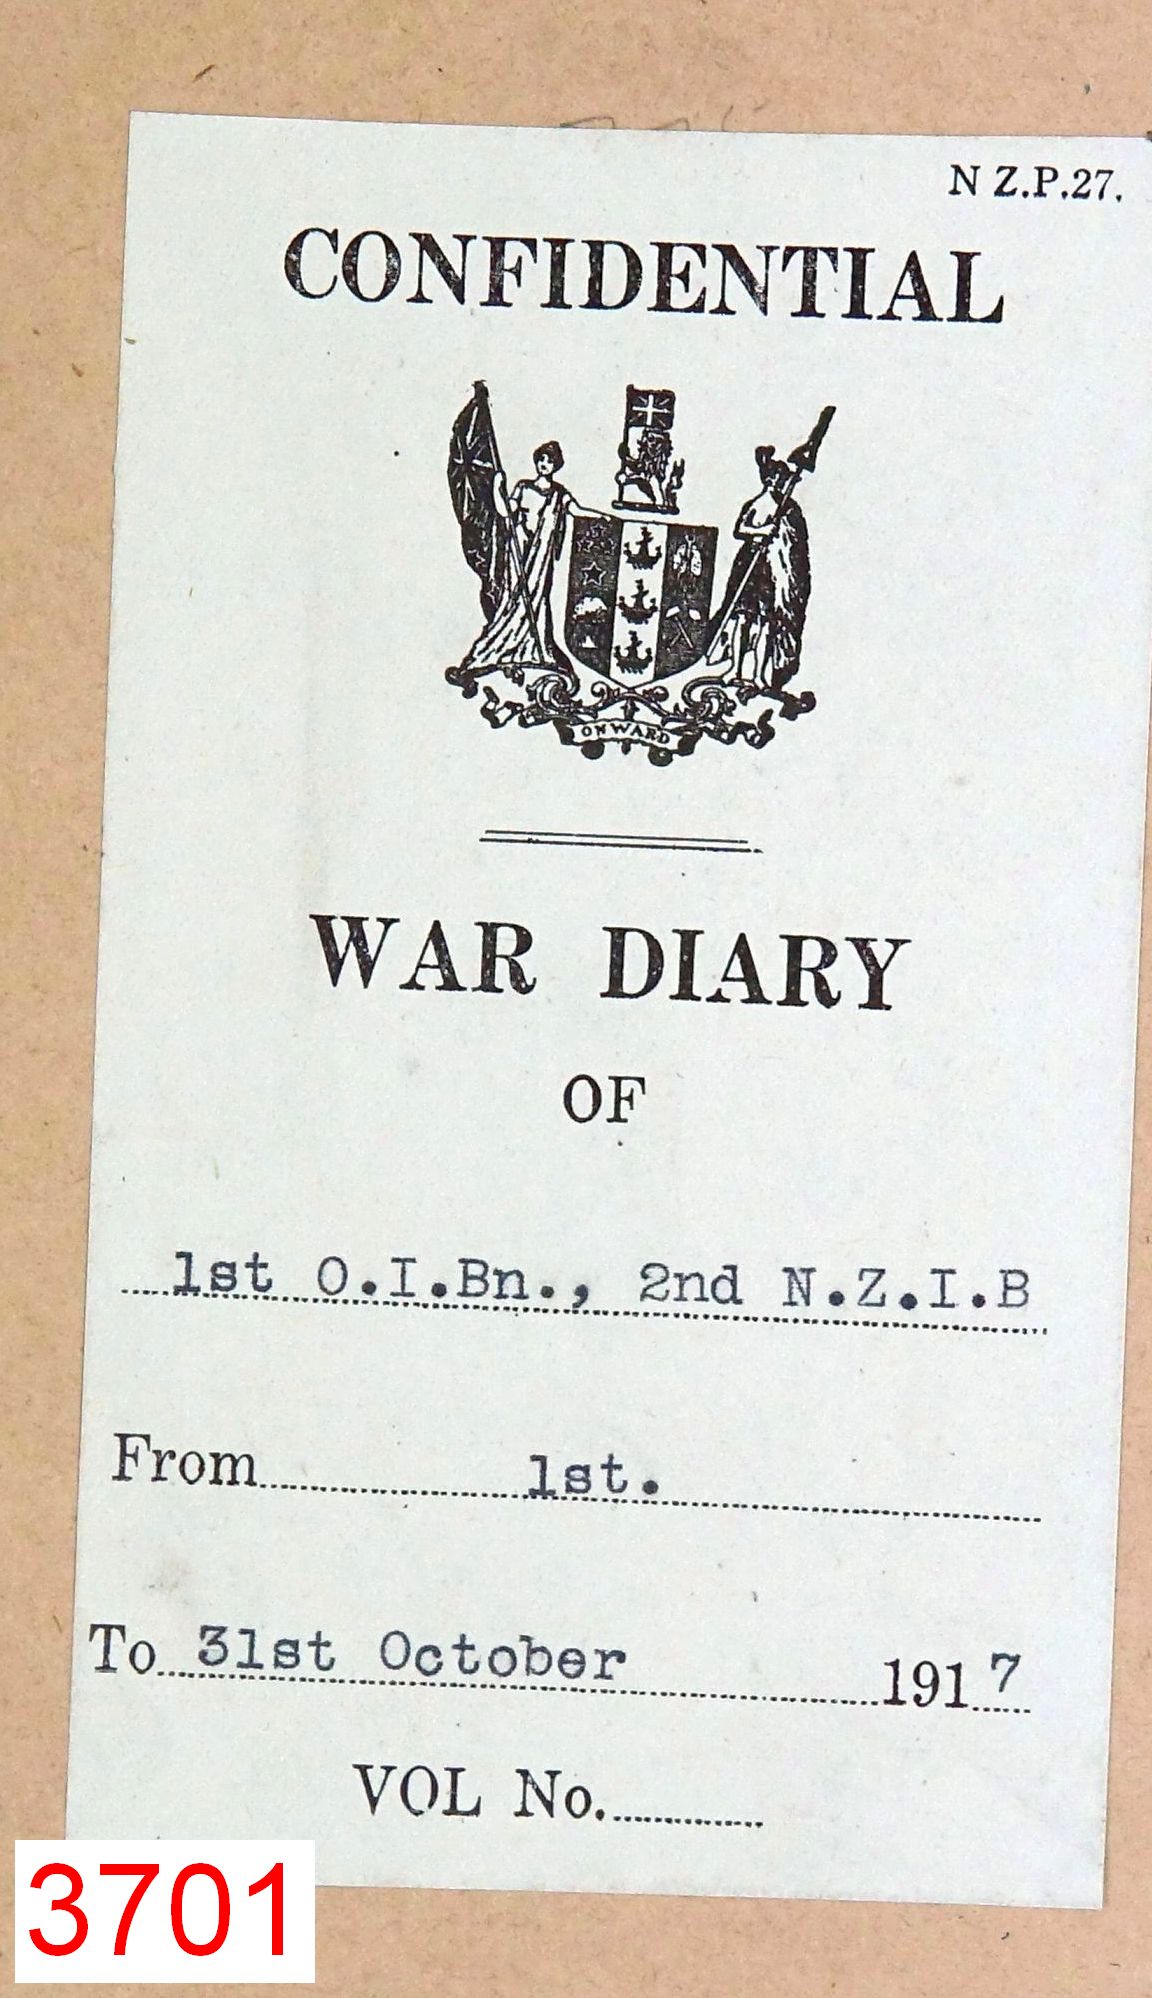 N Z.P.27.
CONFIDENTIAL
ONWARD
WAR DIARY
OF
1st O.I.Bn., 2nd N.Z.I.B
From 1st.
To 31st October 1917
VOL No.
3701